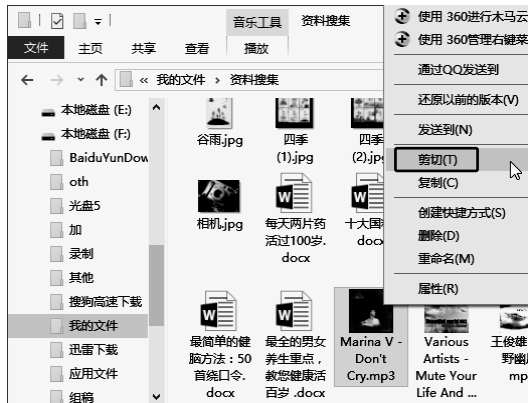 音乐工具
资料搜集
文件
主页
共享
查看
播放
« 我的文件 › 资料搜集
本地磁盘 (E:)
本地磁盘 (F:)
BaiduYunDow
oth
光盘5
加
录制
其他
搜狗高速下载
我的文件
迅雷下载
应用文件
组稿
谷雨.jpg
四季
(1).jpg
四季
(2).jp
相机.jpg
每天两片药
活过100岁.
docx
十大国
doc
最简单的健
脑方法：50
首绕口令.
docx
最全的男女
养生重点，
教您健康活
百岁 .docx
Marina V -
Don't
Cry.mp3
Various
Artists -
Mute Your
Life And ...
王俊雄
野幽
mp
使用 360进行木马云
使用 360管理右键菜
通过QQ发送到
还原以前的版本(V)
发送到(N)
剪切(T)
复制(C)
创建快捷方式(S)
删除(D)
重命名(M)
属性(R)